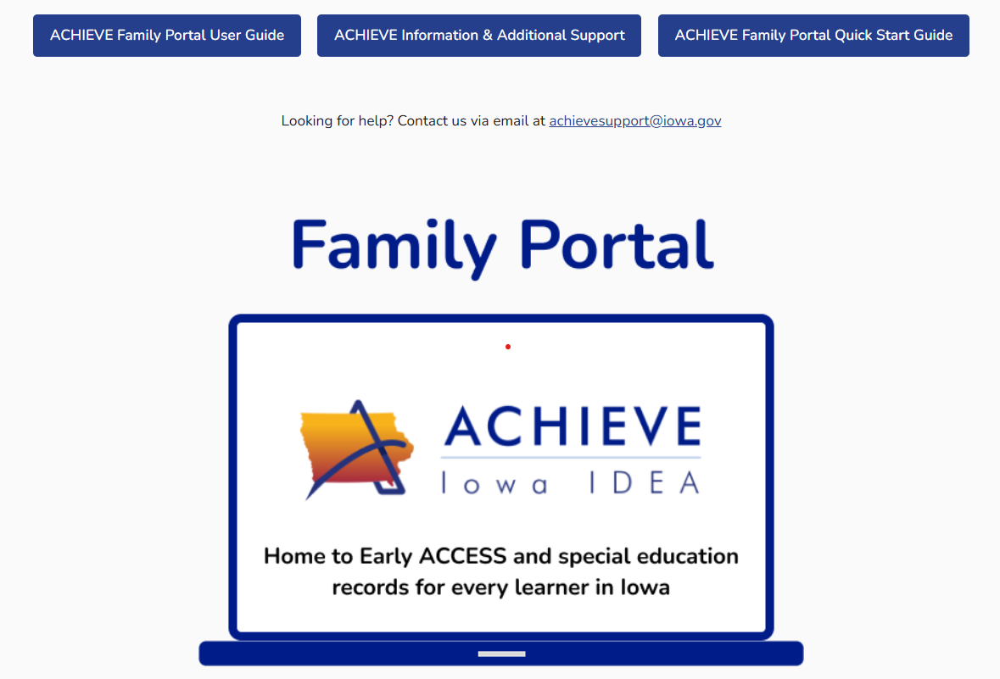 ACHIEVE Family Portal User Guide
ACHIEVE Information & Additional Support
ACHIEVE Family Portal Quick Start Guide
Looking for help? Contact us via email at achievesupport@iowa.gov
Family Portal
ACHIEVE
Iowa IDEA
Home to Early ACCESS and special education
records for every learner in Iowa